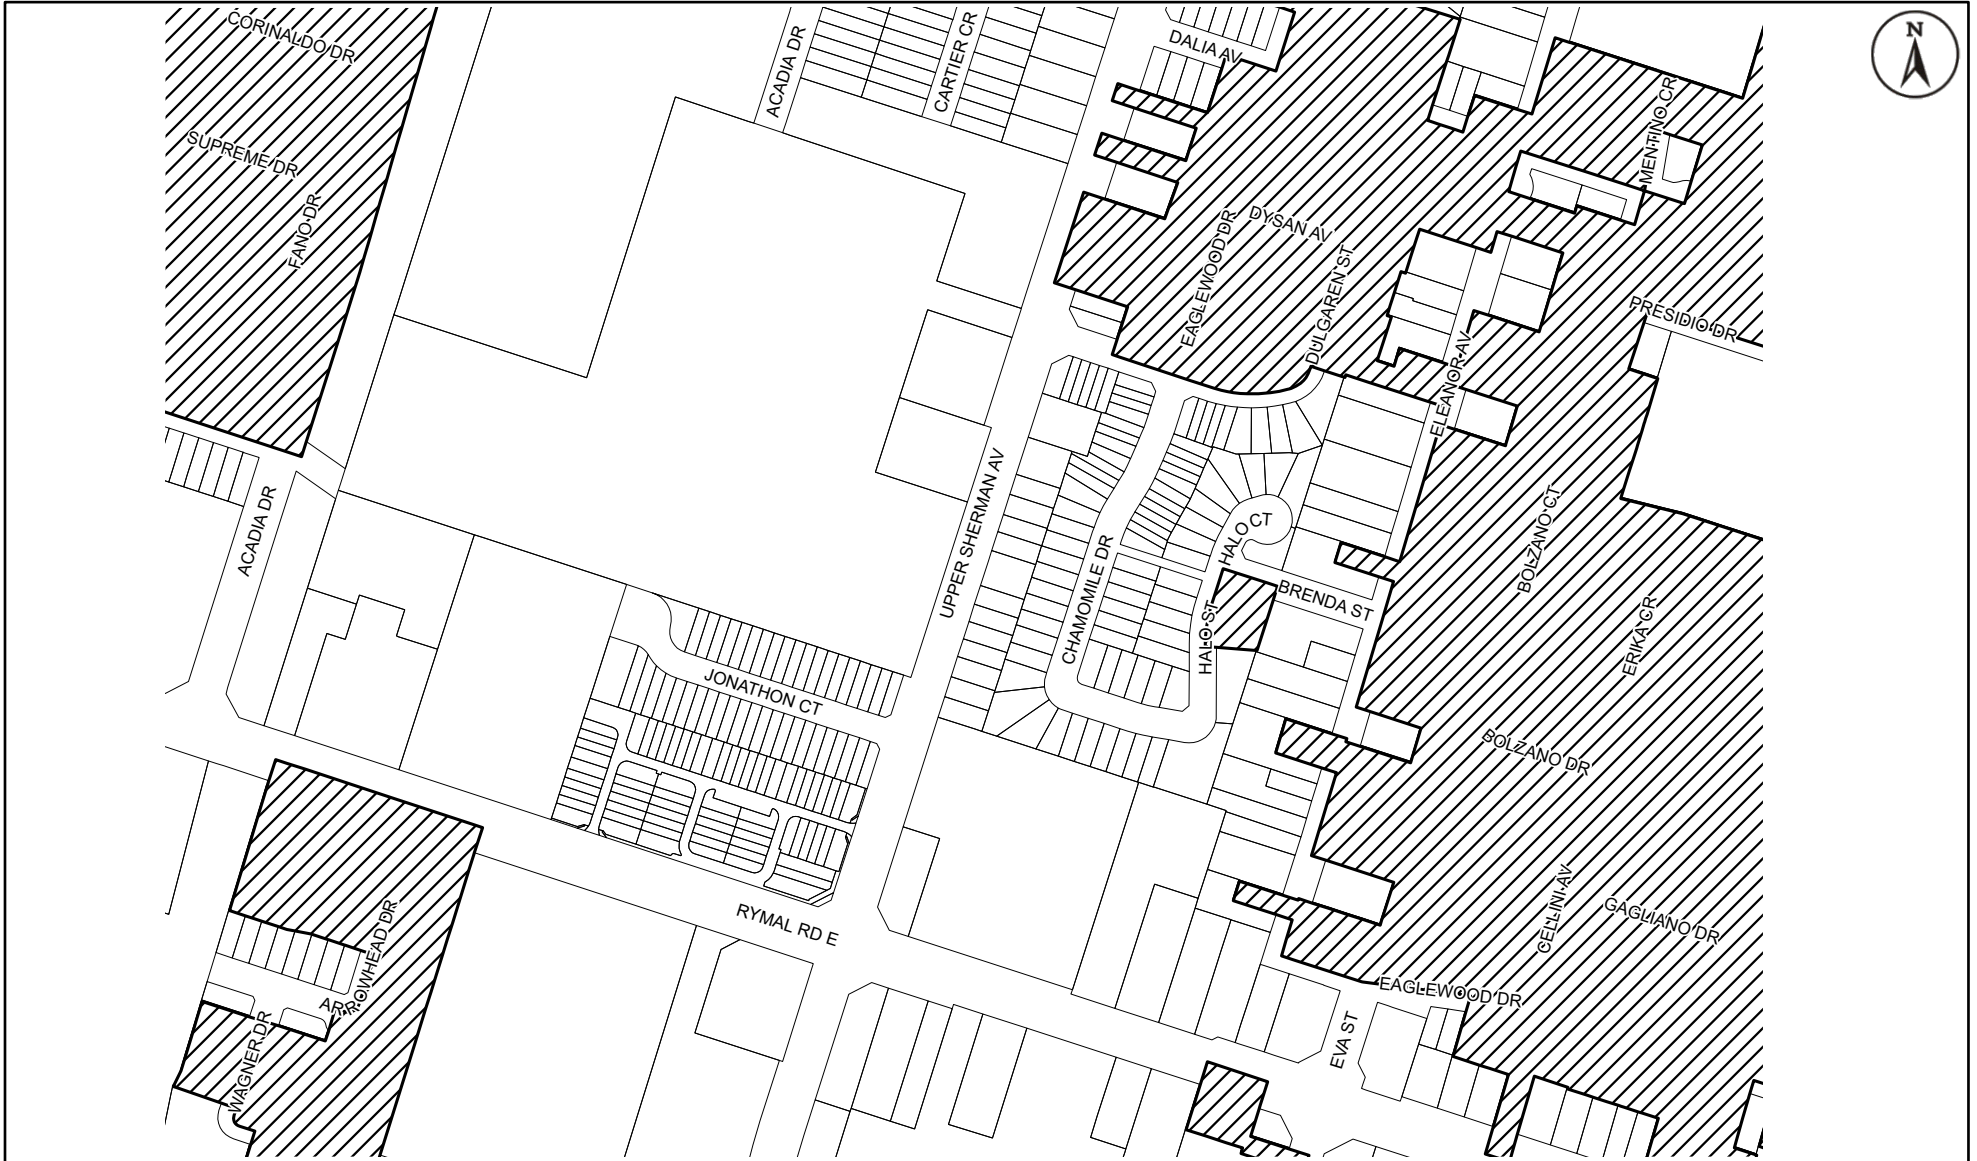 CORINALDO DR
ACADIA DR
CARTIER CR
DALIA AV
N
MENTINO CR
SUPREME DR
FANO DR
EAGLEWOOD DR
DYSAN AV
DULGAREN ST
PRESIDIO DR
ELEANOR AV
ACADIA DR
UPPER SHERMAN AV
HALO CT
BOLZANO CT
CHAMOMILE DR
BRENDA ST
HALO ST
ERIKA CR
JONATHON CT
BOLZANO DR
RYMAL RD E
CELLINI AV
GAGLIANO DR
ARROWHEAD DR
EAGLEWOOD DR
WAGNER DR
EVA ST